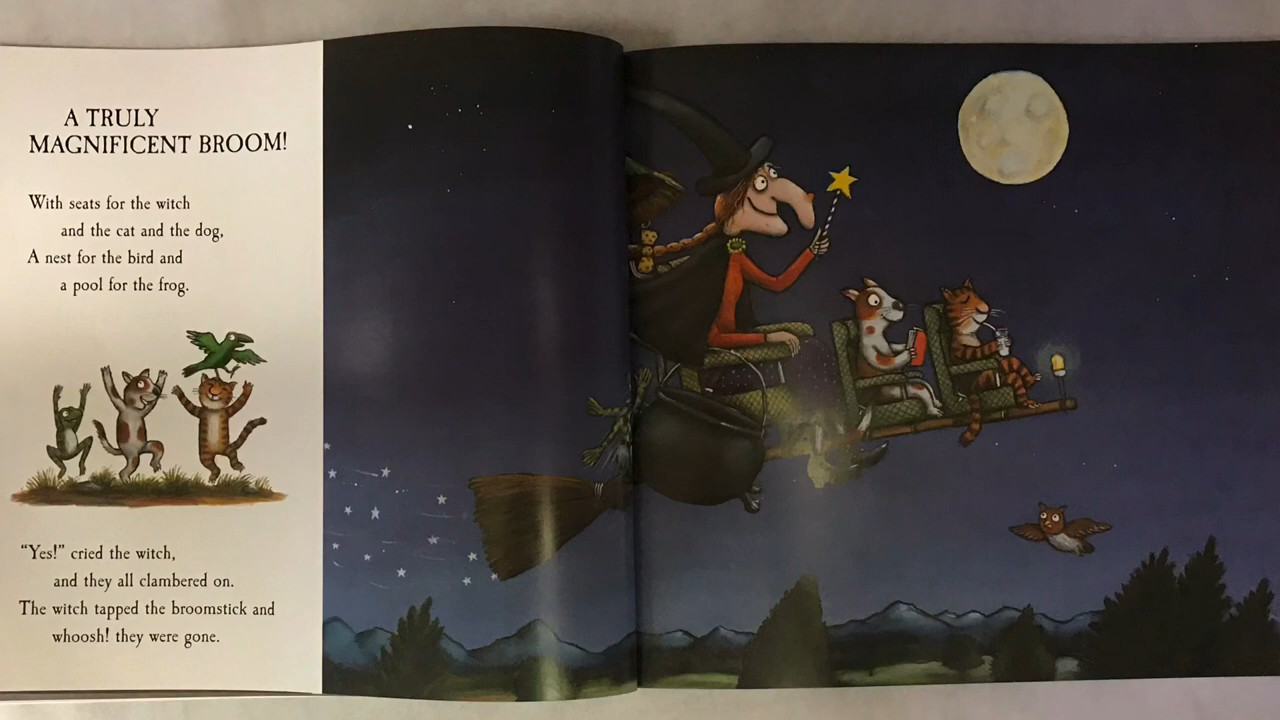 A TRULY
MAGNIFICENT BROOM!
With seats for the witch
and the cat and the dog,
A nest for the bird and
a pool for the frog.
"Yes!" cried the witch,
and they all clambered on.
The witch tapped the broomstick and
whoosh! they were gone.